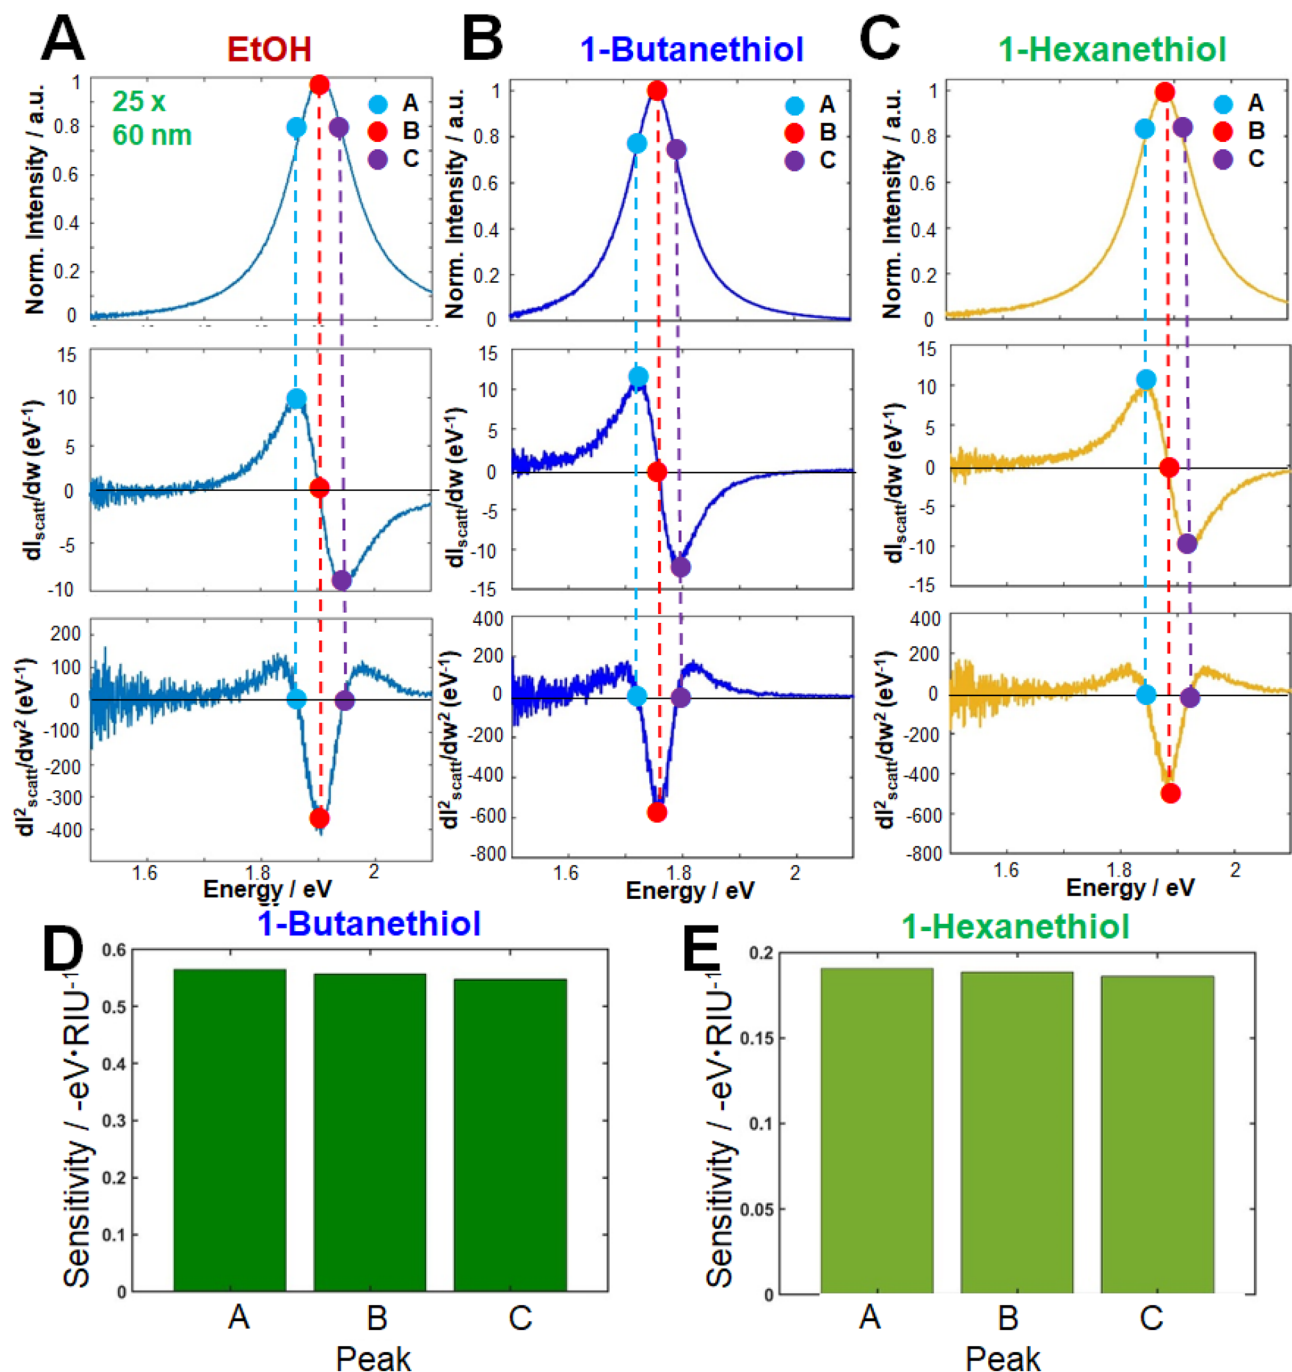 A
EtOH
B
1-Butanethiol
C
1-Hexanethiol
25 x
60 nm
A
B
C
Norm. Intensity / a.u.
1
0.8
0.6
0.4
0.2
0
A
B
C
Norm. Intensity / a.u.
1
0.8
0.6
0.4
0.2
0
A
B
C
Norm. Intensity / a.u.
1
0.8
0.6
0.4
0.2
0
dI_scatt/dw (eV⁻¹)
15
10
5
0
-5
-10
dI_scatt/dw (eV⁻¹)
15
10
5
0
-5
-10
-15
dI_scatt/dw (eV⁻¹)
15
10
5
0
-5
-10
-15
dI²_scatt/dw² (eV⁻¹)
200
100
0
-100
-200
-300
-400
1.6
1.8
2
Energy / eV
dI²_scatt/dw² (eV⁻¹)
400
200
0
-200
-400
-600
-800
1.6
1.8
2
Energy / eV
dI²_scatt/dw² (eV⁻¹)
400
200
0
-200
-400
-600
-800
1.6
1.8
2
Energy / eV
D
1-Butanethiol
Sensitivity / -eV·RIU⁻¹
0.6
0.5
0.4
0.3
0.2
0.1
0
A
B
C
Peak
E
1-Hexanethiol
Sensitivity / -eV·RIU⁻¹
0.2
0.15
0.1
0.05
0
A
B
C
Peak